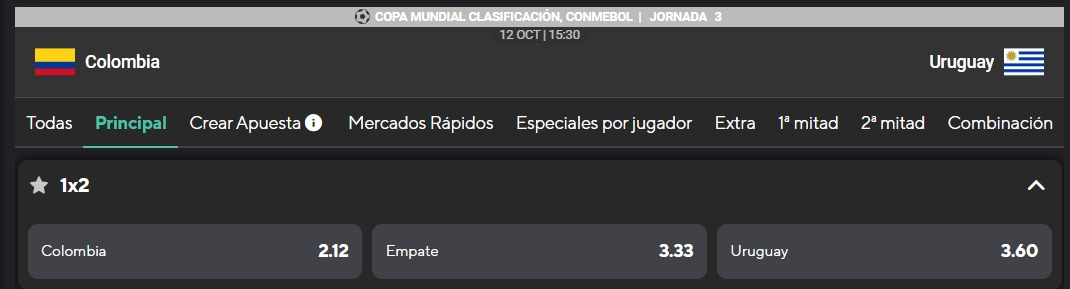 COPA MUNDIAL CLASIFICACIÓN, CONMEBOL | JORNADA 3
12 OCT | 15:30
Colombia Uruguay
Todas Principal Crear Apuesta Mercados Rápidos Especiales por jugador Extra 1ª mitad 2ª mitad Combinación
1x2
Colombia 2.12 Empate 3.33 Uruguay 3.60